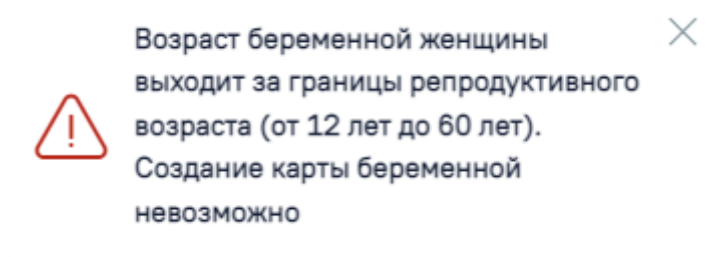 Возраст беременной женщины
выходит за границы репродуктивного
возраста (от 12 лет до 60 лет).
Создание карты беременной
невозможно